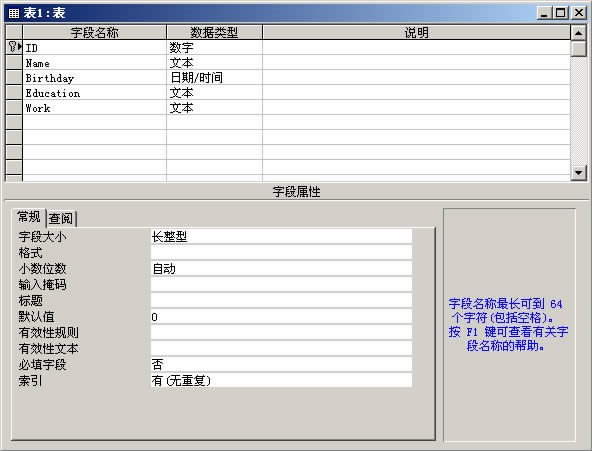 表1:表
字段名称 数据类型 说明
ID 数字
Name 文本
Birthday 日期/时间
Education 文本
Work 文本
字段属性
常规 查阅
字段大小 长整型
格式
小数位数 自动
输入掩码
标题
默认值 0
有效性规则
有效性文本
必填字段 否
索引 有(无重复)
字段名称最长可到 64
个字符(包括空格)。
按 F1 键可查看有关字
段名称的帮助。